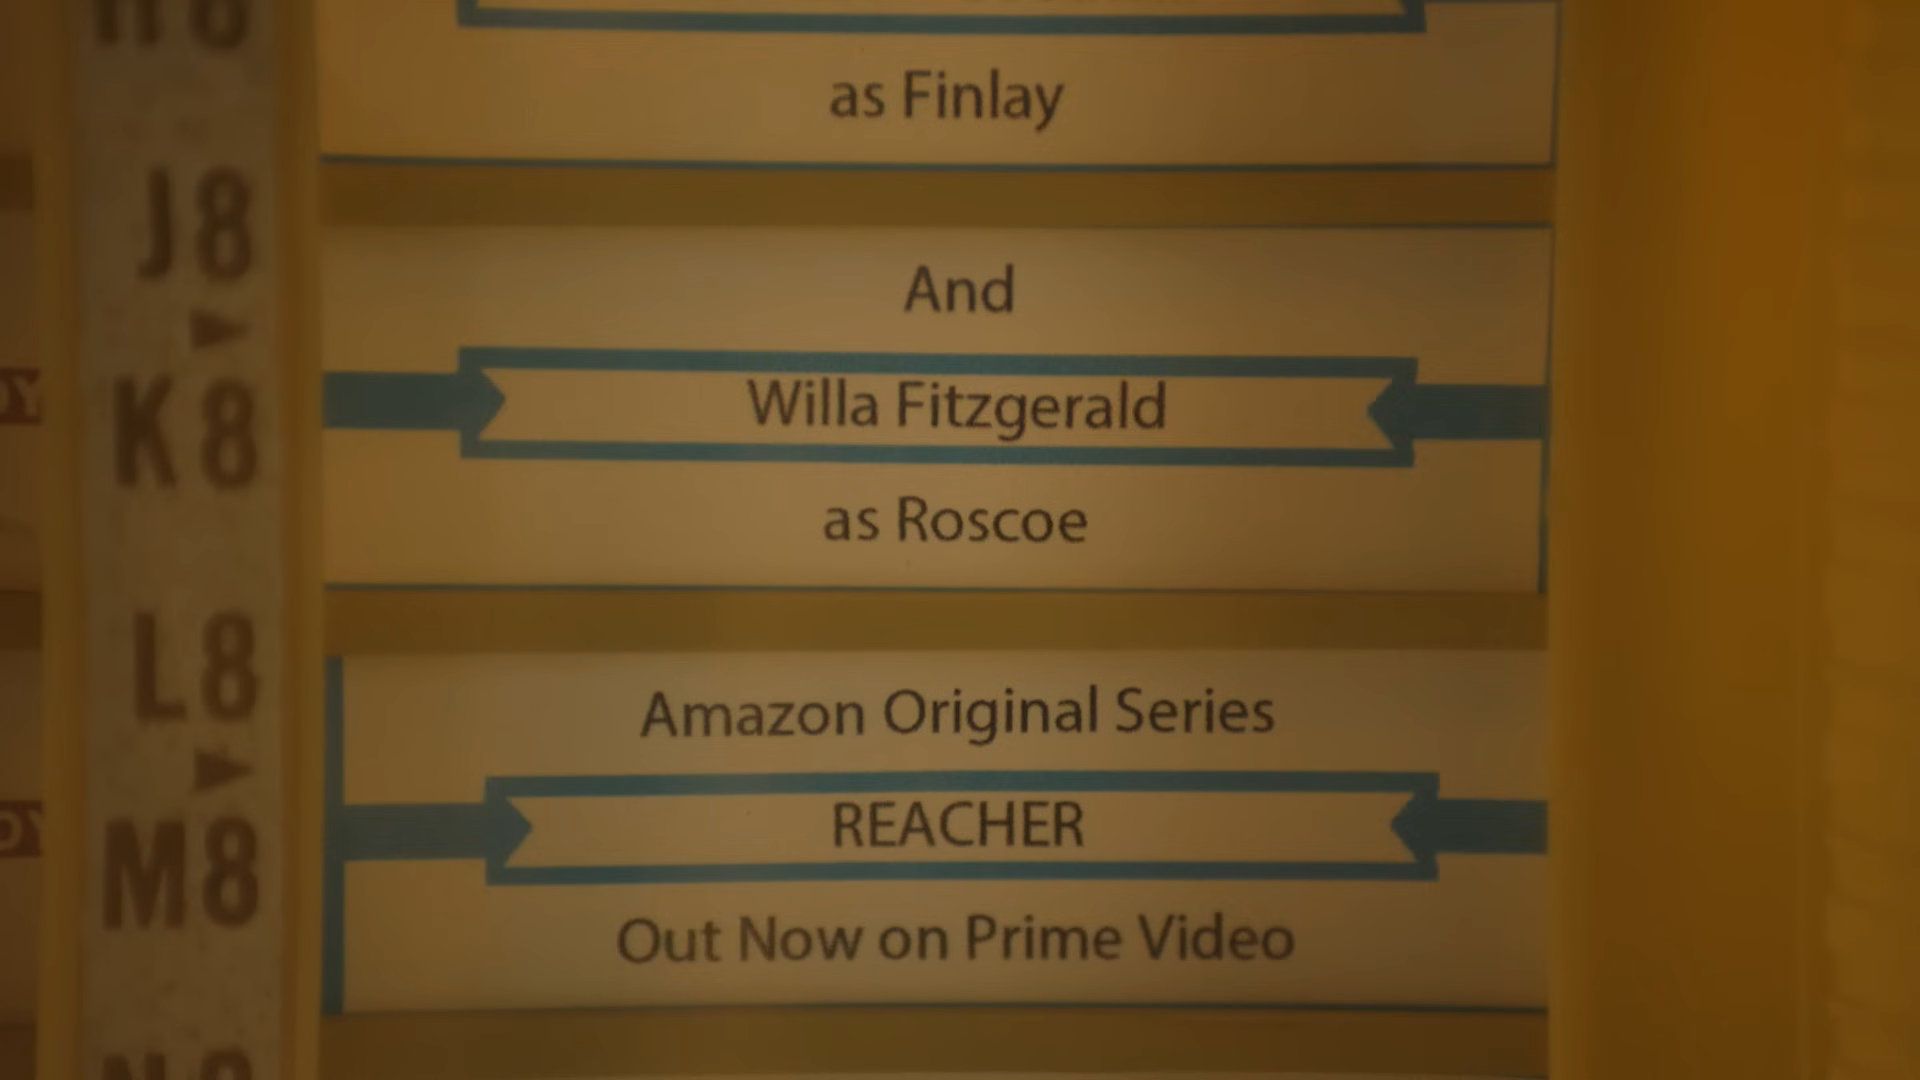 H8
as Finlay
J8
And
K8
Willa Fitzgerald
as Roscoe
L8
Amazon Original Series
M8
REACHER
Out Now on Prime Video